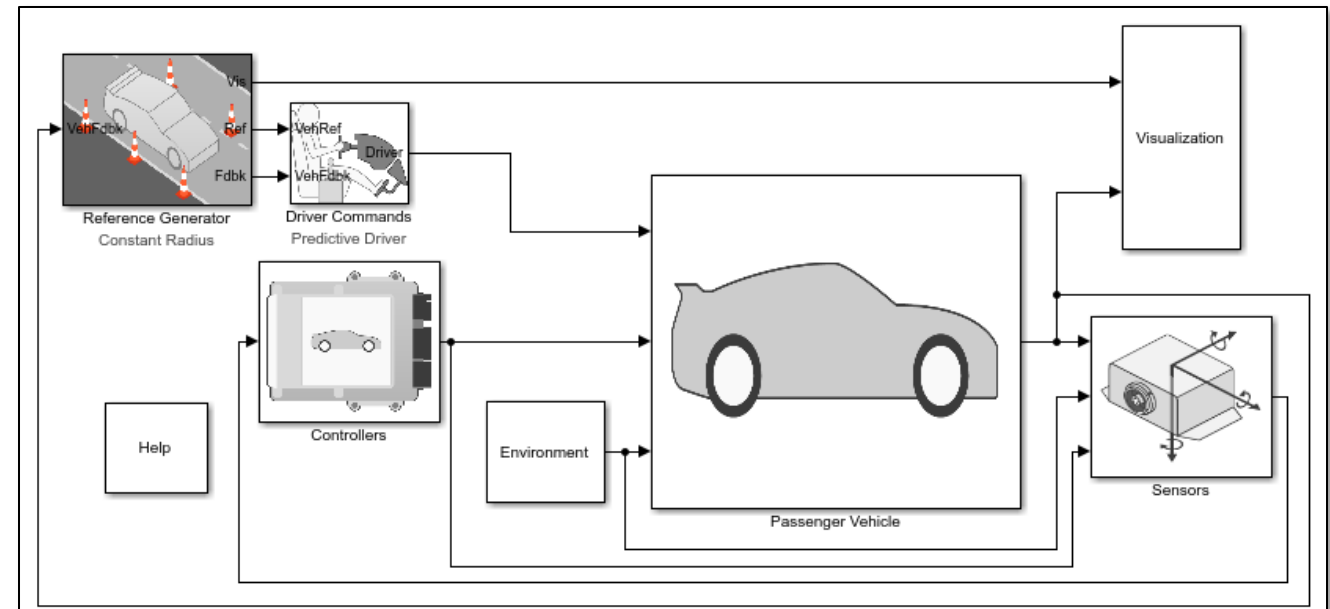 Vis
VehFdbk
Ref
Fdbk
Reference Generator
Constant Radius
VehRef
Driver
VehFdbk
Driver Commands
Predictive Driver
Visualization
Controllers
Help
Environment
Passenger Vehicle
Sensors